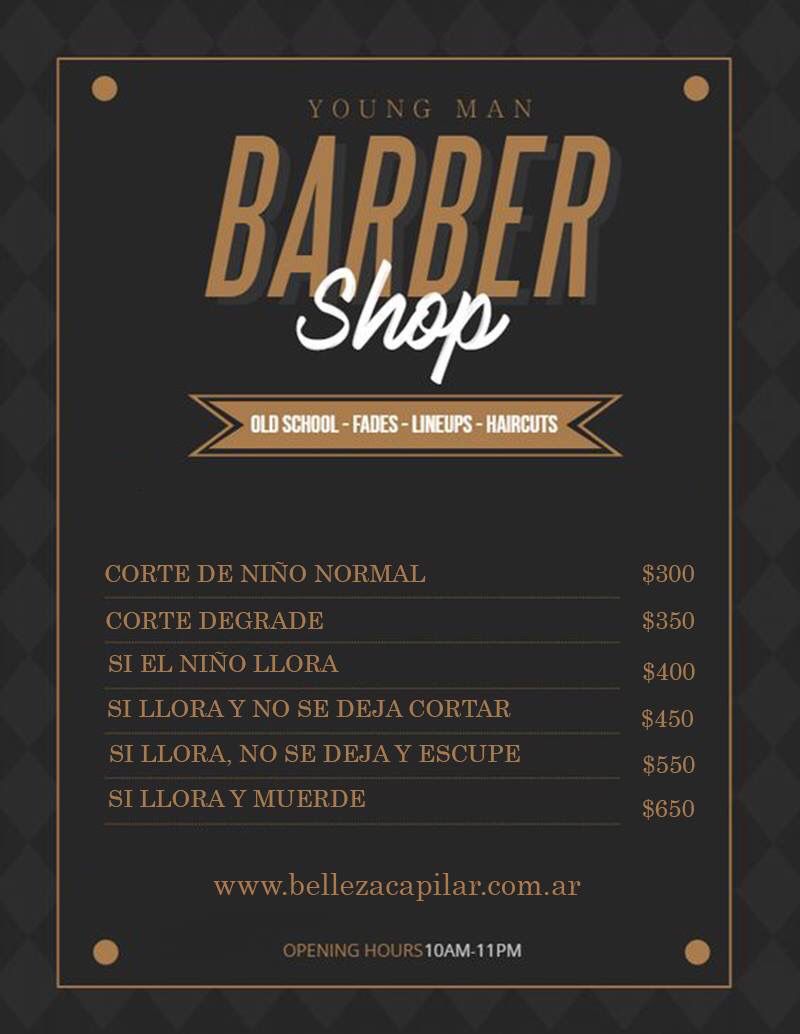 YOUNG MAN
BARBER
Shop
OLD SCHOOL - FADES - LINEUPS - HAIRCUTS
CORTE DE NIÑO NORMAL $300
CORTE DEGRADE $350
SI EL NIÑO LLORA $400
SI LLORA Y NO SE DEJA CORTAR $450
SI LLORA, NO SE DEJA Y ESCUPE $550
SI LLORA Y MUERDE $650
www.bellezacapilar.com.ar
OPENING HOURS10AM-11PM